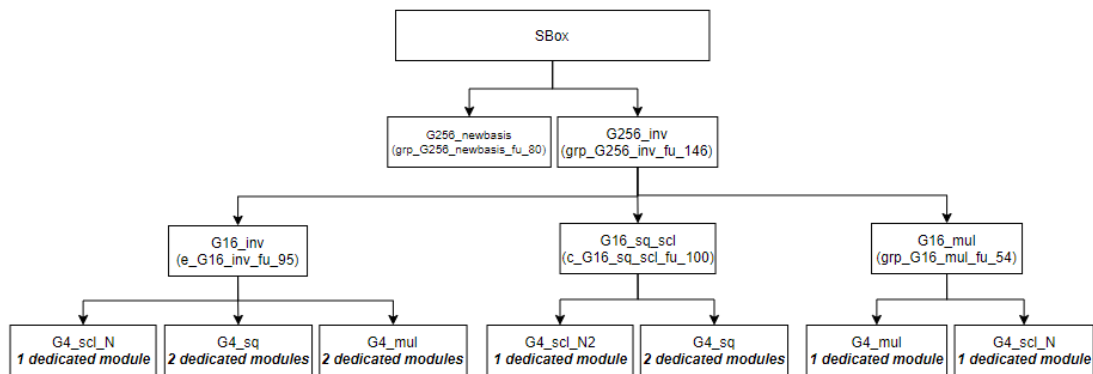 SBox
G256_newbasis
(grp_G256_newbasis_fu_80)
G256_inv
(grp_G256_inv_fu_146)
G16_inv
(e_G16_inv_fu_95)
G16_sq_scl
(c_G16_sq_scl_fu_100)
G16_mul
(grp_G16_mul_fu_54)
G4_scl_N
1 dedicated module
G4_sq
2 dedicated modules
G4_mul
2 dedicated modules
G4_scl_N2
1 dedicated module
G4_sq
2 dedicated modules
G4_mul
1 dedicated module
G4_scl_N
1 dedicated module